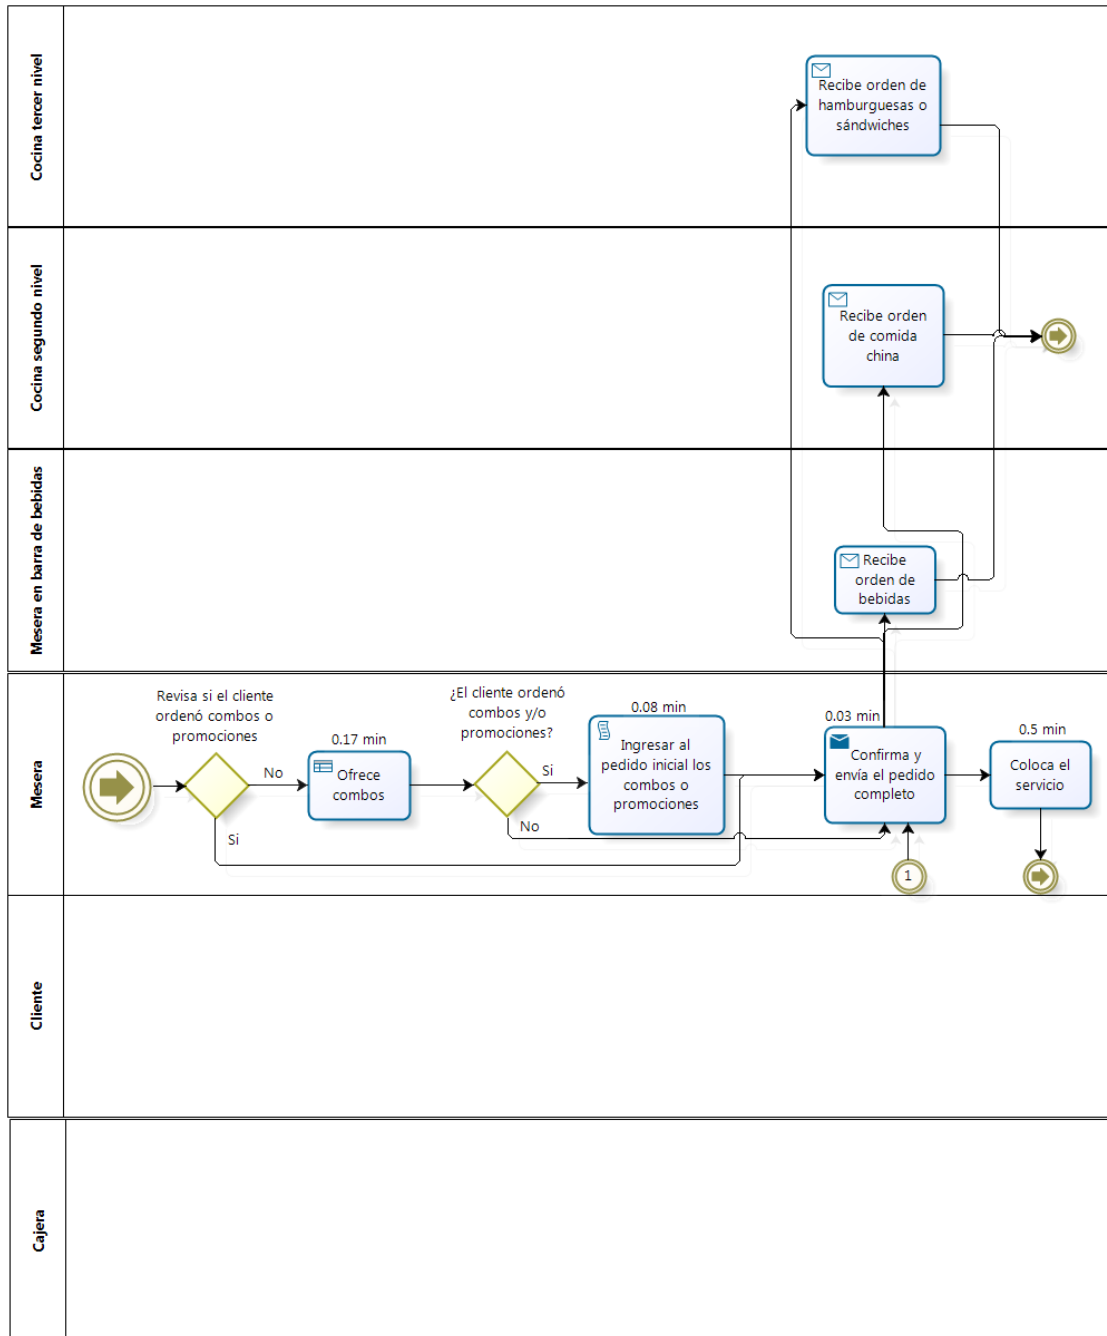 Cocina tercer nivel
Recibe orden de
hamburguesas o
sándwiches
Cocina segundo nivel
Recibe orden
de comida
china
Mesera en barra de bebidas
Recibe
orden de
bebidas
Mesera
Revisa si el cliente
ordenó combos o
promociones
No
Si
0.17 min
Ofrece
combos
¿El cliente ordenó
combos y/o
promociones?
Si
No
0.08 min
Ingresar al
pedido inicial los
combos o
promociones
0.03 min
Confirma y
envía el pedido
completo
1
0.5 min
Coloca el
servicio
Cliente
Cajera